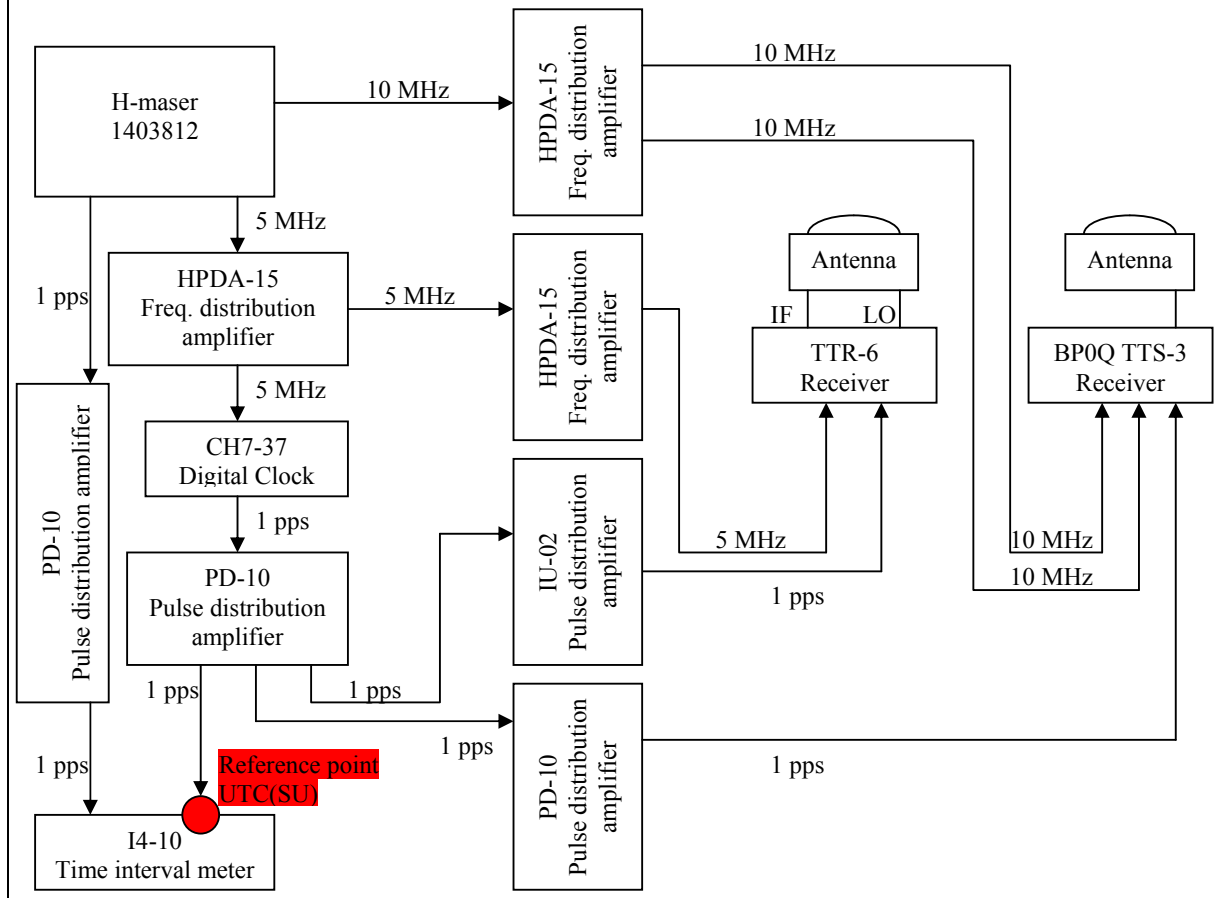 H-maser
1403812
10 MHz
HPDA-15
Freq. distribution
amplifier
10 MHz
10 MHz
1 pps
5 MHz
HPDA-15
Freq. distribution
amplifier
5 MHz
HPDA-15
Freq. distribution
amplifier
Antenna
IF
LO
TTR-6
Receiver
Antenna
BP0Q TTS-3
Receiver
5 MHz
CH7-37
Digital Clock
1 pps
PD-10
Pulse distribution amplifier
PD-10
Pulse distribution
amplifier
IU-02
Pulse distribution
amplifier
5 MHz
1 pps
10 MHz
10 MHz
1 pps
1 pps
1 pps
PD-10
Pulse distribution
amplifier
1 pps
1 pps
Reference point
UTC(SU)
I4-10
Time interval meter